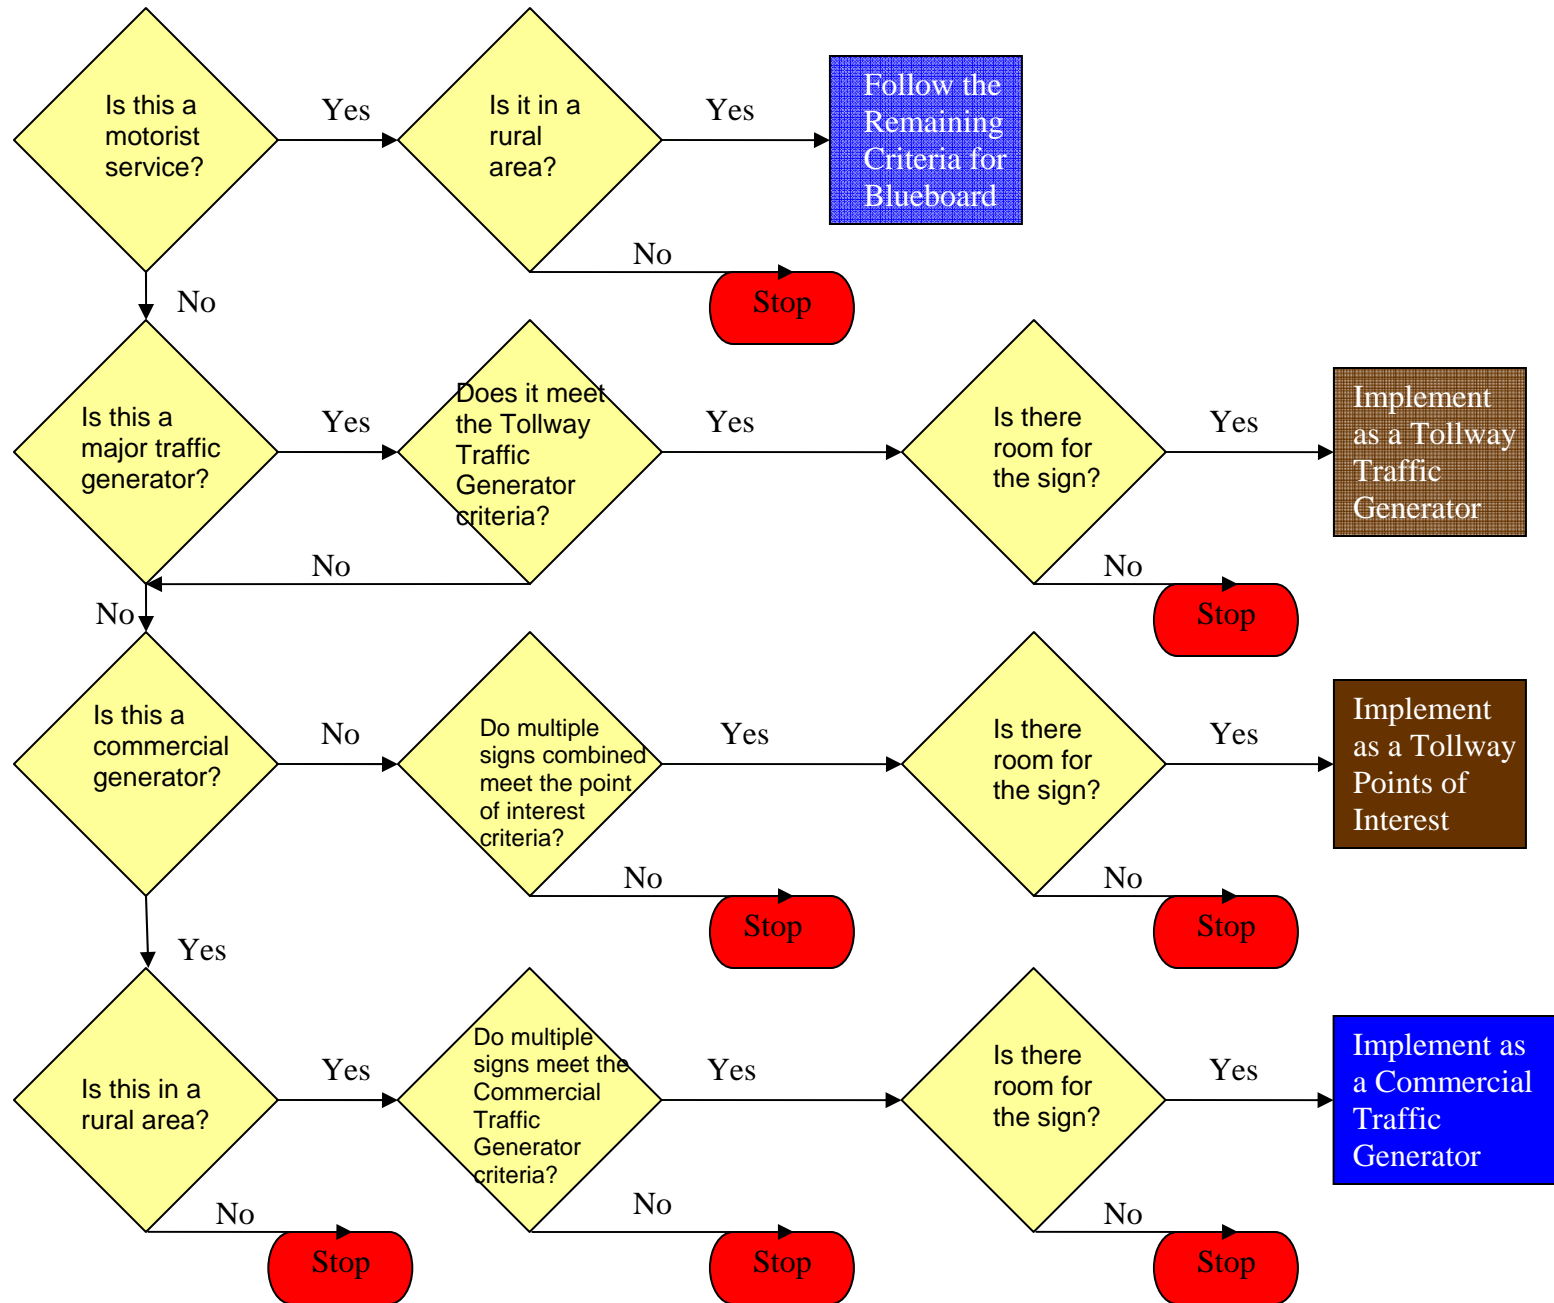 Is this a
motorist
service?
Yes
Is it in a
rural
area?
Yes
Follow the
Remaining
Criteria for
Blueboard
No
Stop
No
Is this a
major traffic
generator?
Yes
Does it meet
the Tollway
Traffic
Generator
criteria?
Yes
Is there
room for
the sign?
Yes
Implement
as a Tollway
Traffic
Generator
No
No
Stop
No
Is this a
commercial
generator?
No
Do multiple
signs combined
meet the point
of interest
criteria?
Yes
Is there
room for
the sign?
Yes
Implement
as a Tollway
Points of
Interest
No
Stop
No
Stop
Yes
Is this in a
rural area?
Yes
Do multiple
signs meet the
Commercial
Traffic
Generator
criteria?
Yes
Is there
room for
the sign?
Yes
Implement as
a Commercial
Traffic
Generator
No
Stop
No
Stop
No
Stop